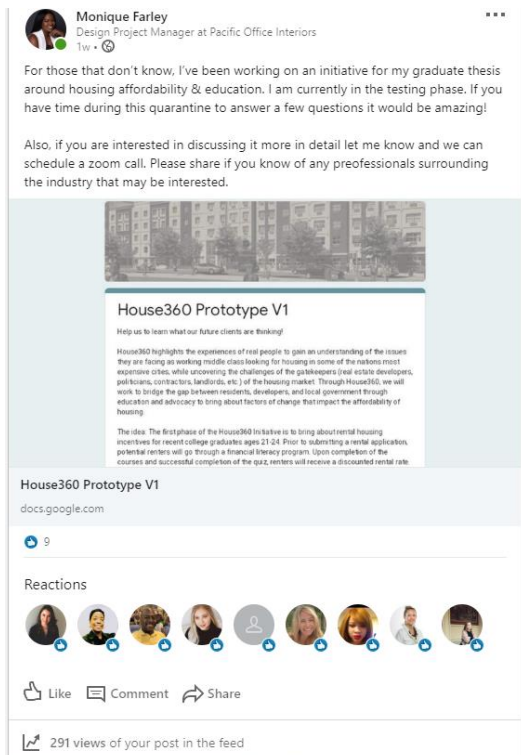 Monique Farley
Design Project Manager at Pacific Office Interiors
1w •
For those that don't know, I've been working on an initiative for my graduate thesis
around housing affordability & education. I am currently in the testing phase. If you
have time during this quarantine to answer a few questions it would be amazing!
Also, if you are interested in discussing it more in detail let me know and we can
schedule a zoom call. Please share if you know of any preofessionals surrounding
the industry that may be interested.
House360 Prototype V1
Help us to learn what our future clients are thinking!
House360 highlights the experiences of real people to gain an understanding of the issues
they are facing as working middle class looking for housing in some of the nations most
expensive cities, while uncovering the challenges of the gatekeepers (real estate developers,
politicians, contractors, landlords, etc.) of the housing market. Through House360, we will
work to bridge the gap between residents, developers, and local government through
education and advocacy to bring about factors of change that impact the affordability of
housing.
The idea: The first phase of the House360 Initiative is to bring about rental housing
incentives for recent college graduates ages 21-24. Prior to submitting a rental application,
potential renters will go through a financial literacy program. Upon completion of the
courses and successful completion of the quiz, renters will receive a discounted rental rate
House360 Prototype V1
docs.google.com
9
Reactions
Like Comment Share
291 views of your post in the feed